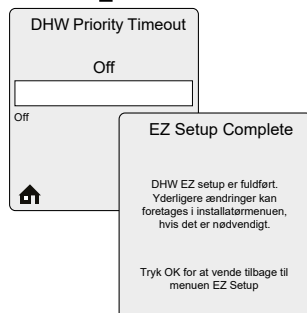 DHW Priority Timeout
Off
Off
EZ Setup Complete
DHW EZ setup er fuldført.
Yderligere ændringer kan
foretages i installatørmenuen,
hvis det er nødvendigt.
Tryk OK for at vende tilbage til
menuen EZ Setup